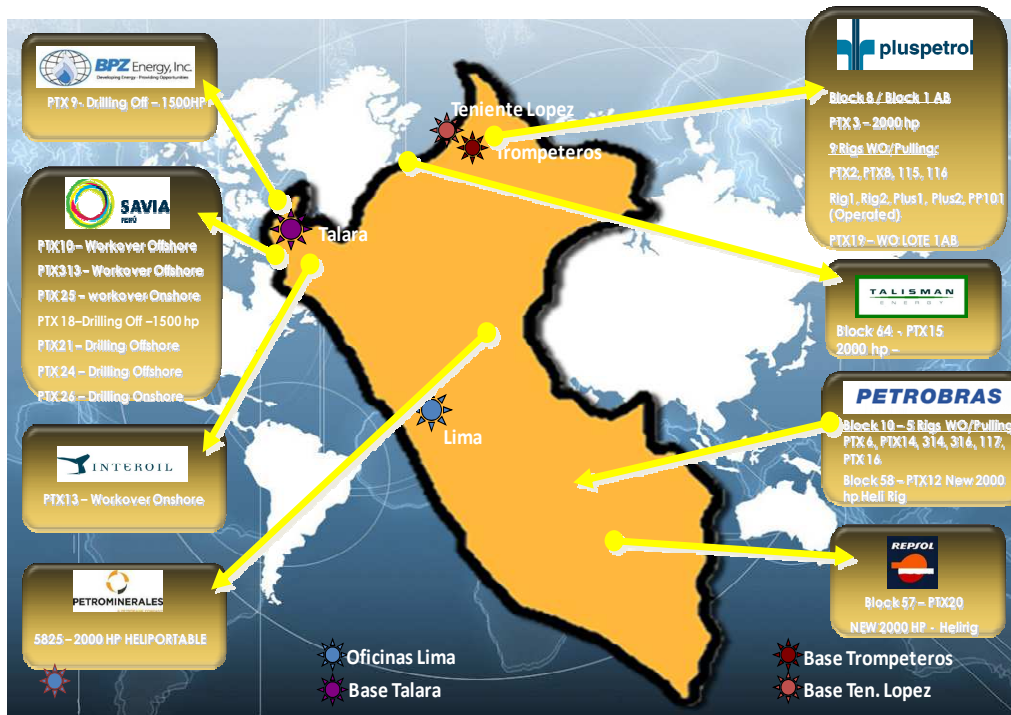 BPZ Energy, Inc.
Developing Energy - Providing Opportunities
PTX 9- Drilling Off – 1500HP
SAVIA
PERÚ
PTX10 – Workover Offshore
PTX313 – Workover Offshore
PTX 25 – workover Onshore
PTX 18–Drilling Off –1500 hp
PTX21 – Drilling Offshore
PTX 24 – Drilling Offshore
PTX 26 – Drilling Onshore
INTEROIL
PTX13 – Workover Onshore
PETROMINERALES
5825 – 2000 HP HELIPORTABLE
Teniente Lopez
Trompeteros
Talara
Lima
pluspetrol
Block 8 / Block 1 AB
PTX 3 – 2000 hp
9 Rigs WO/Pulling:
PTX2, PTX8, 115, 116
Rig1, Rig2, Plus1, Plus2, PP101
(Operated)
PTX19 – WO LOTE 1AB
TALISMAN
ENERGY
Block 64 - PTX15
2000 hp –
PETROBRAS
Block 10 – 5 Rigs WO/Pulling
PTX 6, PTX14, 314, 316, 117,
PTX 16
Block 58 – PTX12 New 2000
hp Heli Rig
REPSOL
Block 57 – PTX20
NEW 2000 HP - Helirig
Oficinas Lima
Base Talara
Base Trompeteros
Base Ten. Lopez